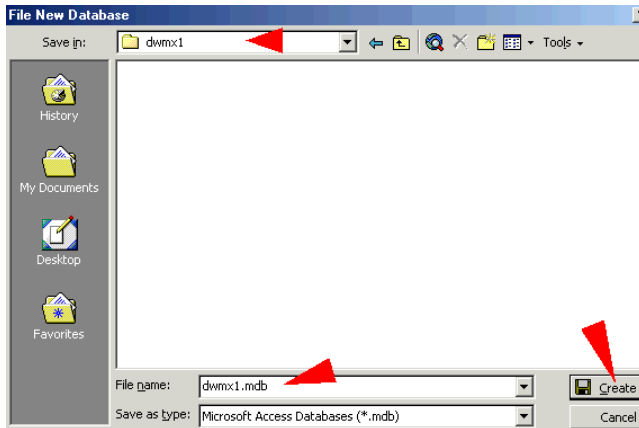 File New Database
Save in: dwmx1 Tools
History
My Documents
Desktop
Favorites
File name: dwmx1.mdb Create
Save as type: Microsoft Access Databases (*.mdb) Cancel